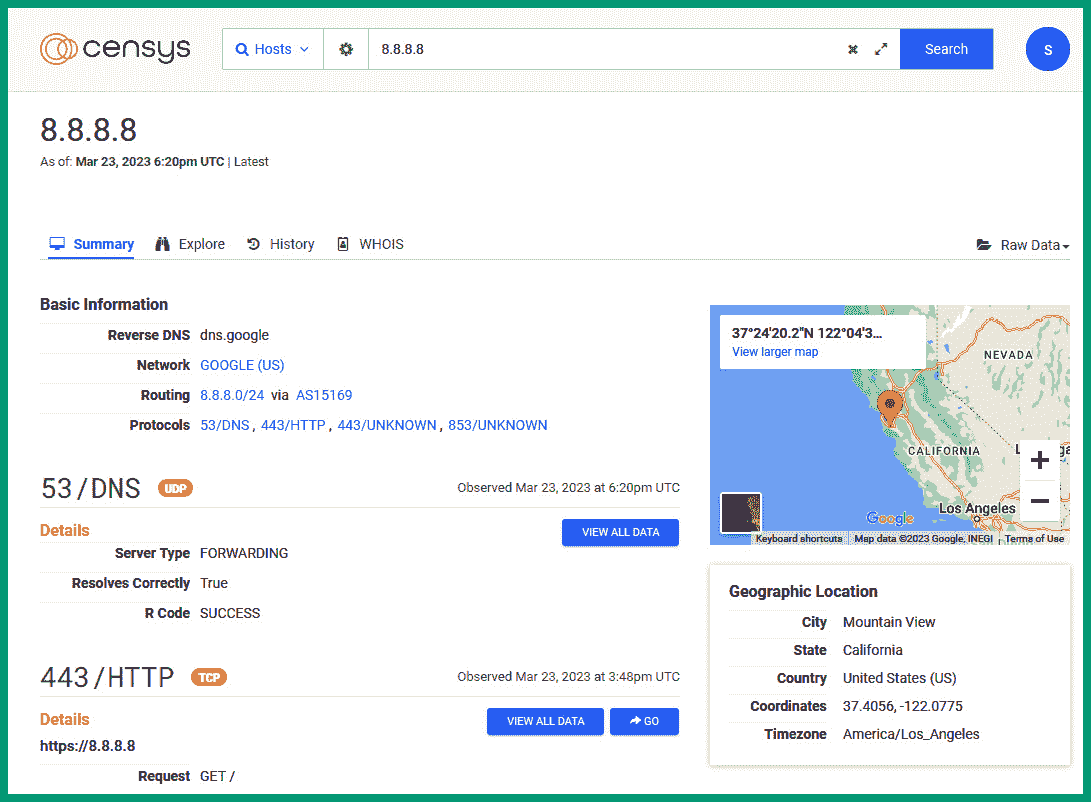 censys
Hosts
8.8.8.8
Search
S
8.8.8.8
As of: Mar 23, 2023 6:20pm UTC | Latest
Summary
Explore
History
WHOIS
Raw Data
Basic Information
Reverse DNS dns.google
Network GOOGLE (US)
Routing 8.8.8.0/24 via AS15169
Protocols 53/DNS , 443/HTTP , 443/UNKNOWN , 853/UNKNOWN
53/DNS UDP
Observed Mar 23, 2023 at 6:20pm UTC
Details
VIEW ALL DATA
Server Type FORWARDING
Resolves Correctly True
R Code SUCCESS
443/HTTP TCP
Observed Mar 23, 2023 at 3:48pm UTC
Details
VIEW ALL DATA
GO
https://8.8.8.8
Request GET /
37°24'20.2"N 122°04'3...
View larger map
NEVADA
CALIFORNIA
Los Angeles
+
−
Google
Keyboard shortcuts
Map data ©2023 Google, INEGI
Terms of Use
Geographic Location
City Mountain View
State California
Country United States (US)
Coordinates 37.4056, -122.0775
Timezone America/Los_Angeles